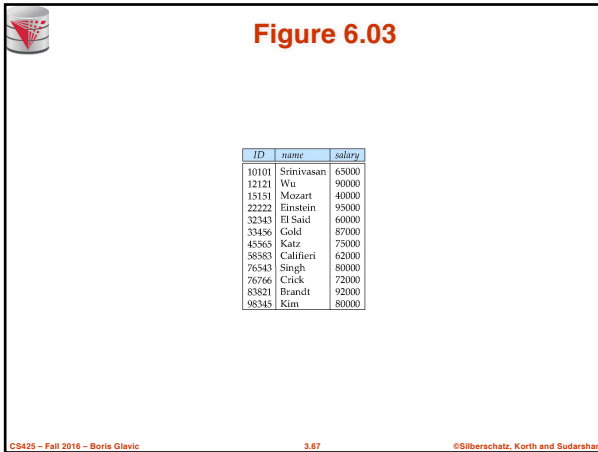 Figure 6.03
ID name salary
10101 Srinivasan 65000
12121 Wu 90000
15151 Mozart 40000
22222 Einstein 95000
32343 El Said 60000
33456 Gold 87000
45565 Katz 75000
58583 Califieri 62000
76543 Singh 80000
76766 Crick 72000
83821 Brandt 92000
98345 Kim 80000
CS425 – Fall 2016 – Boris Glavic 3.67 ©Silberschatz, Korth and Sudarshan